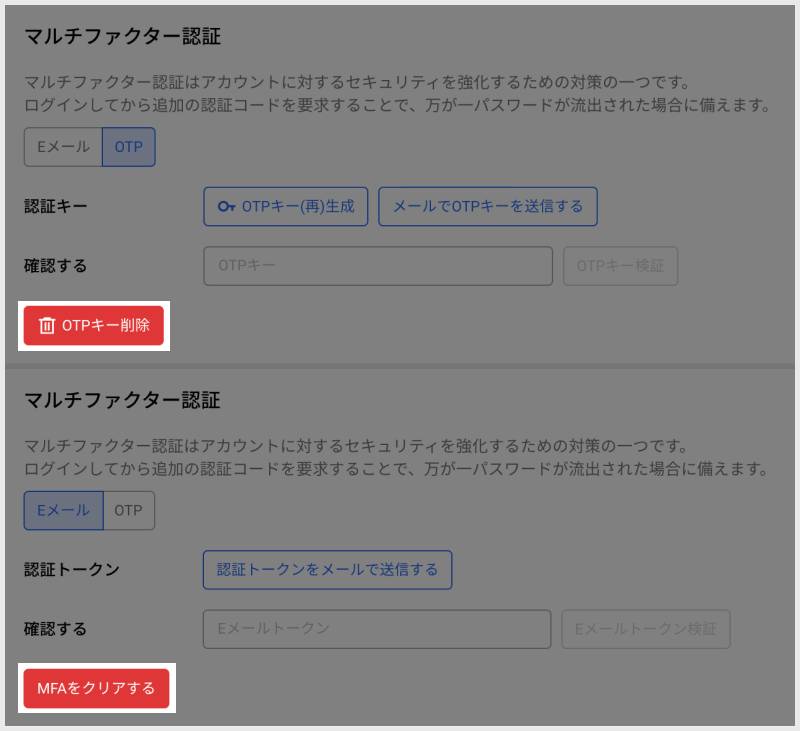 マルチファクター認証
マルチファクター認証はアカウントに対するセキュリティを強化するための対策の一つです。
ログインしてから追加の認証コードを要求することで、万が一パスワードが流出された場合に備えます。
Eメール OTP
認証キー OTPキー(再)生成 メールでOTPキーを送信する
確認する OTPキー OTPキー検証
OTPキー削除
マルチファクター認証
マルチファクター認証はアカウントに対するセキュリティを強化するための対策の一つです。
ログインしてから追加の認証コードを要求することで、万が一パスワードが流出された場合に備えます。
Eメール OTP
認証トークン 認証トークンをメールで送信する
確認する Eメールトークン Eメールトークン検証
MFAをクリアする